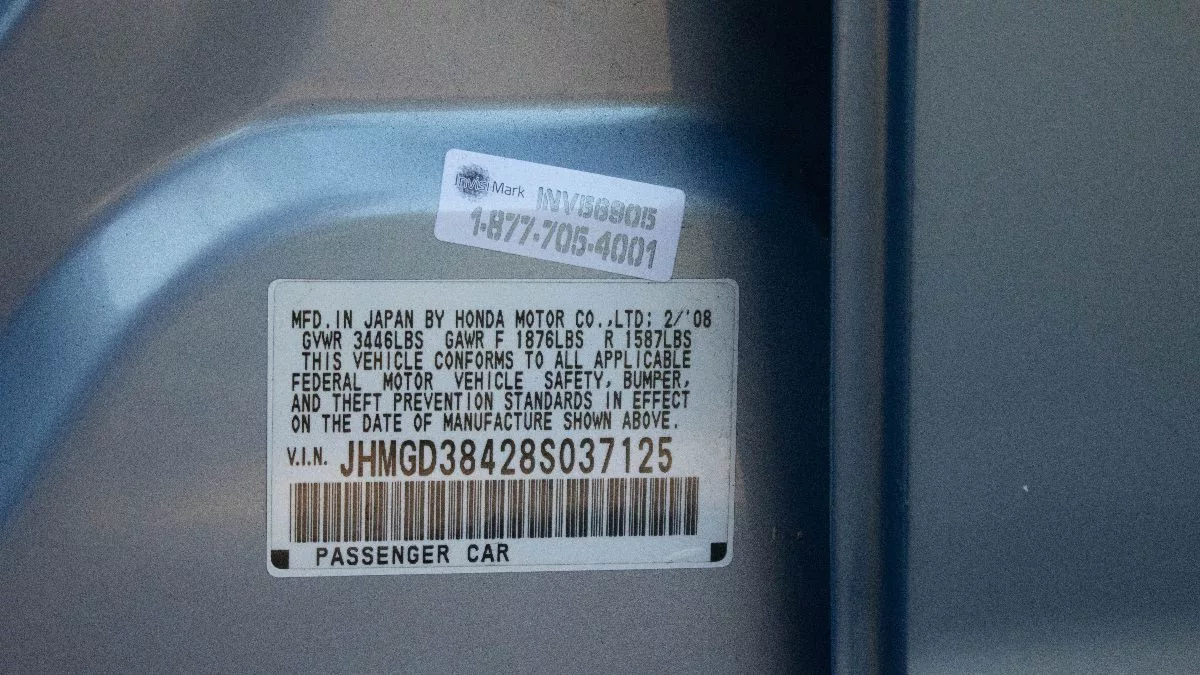 InvisiMark INV56905
1-877-705-4001
MFD. IN JAPAN BY HONDA MOTOR CO.,LTD; 2/'08
GVWR 3446LBS GAWR F 1876LBS R 1587LBS
THIS VEHICLE CONFORMS TO ALL APPLICABLE
FEDERAL MOTOR VEHICLE SAFETY, BUMPER,
AND THEFT PREVENTION STANDARDS IN EFFECT
ON THE DATE OF MANUFACTURE SHOWN ABOVE.
V.I.N. JHMGD38428S037125
PASSENGER CAR